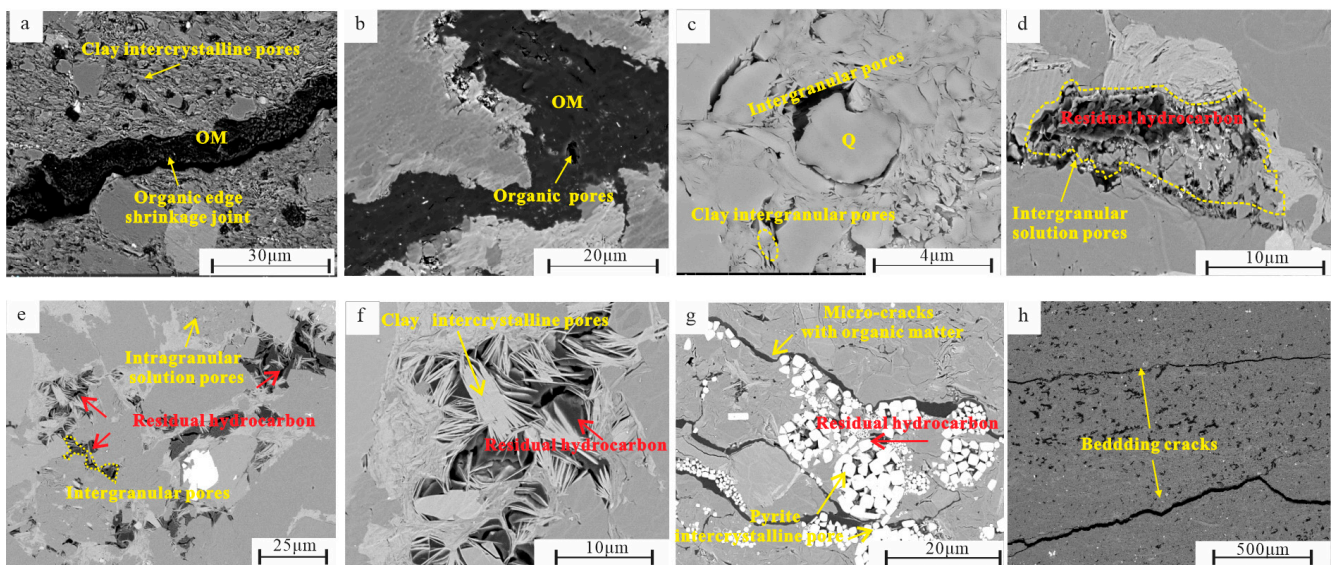 a
Clay intercrystalline pores
OM
Organic edge
shrinkage joint
30μm
b
OM
Organic pores
20μm
c
Intergranular pores
Q
Clay intergranular pores
4μm
d
Residual hydrocarbon
Intergranular
solution pores
10μm
e
Intragranular
solution pores
Residual hydrocarbon
Intergranular pores
25μm
f
Clay intercrystalline pores
Residual hydrocarbon
10μm
g
Micro-cracks
with organic matter
Residual hydrocarbon
Pyrite
intercrystalline pore
20μm
h
Beddding cracks
500μm